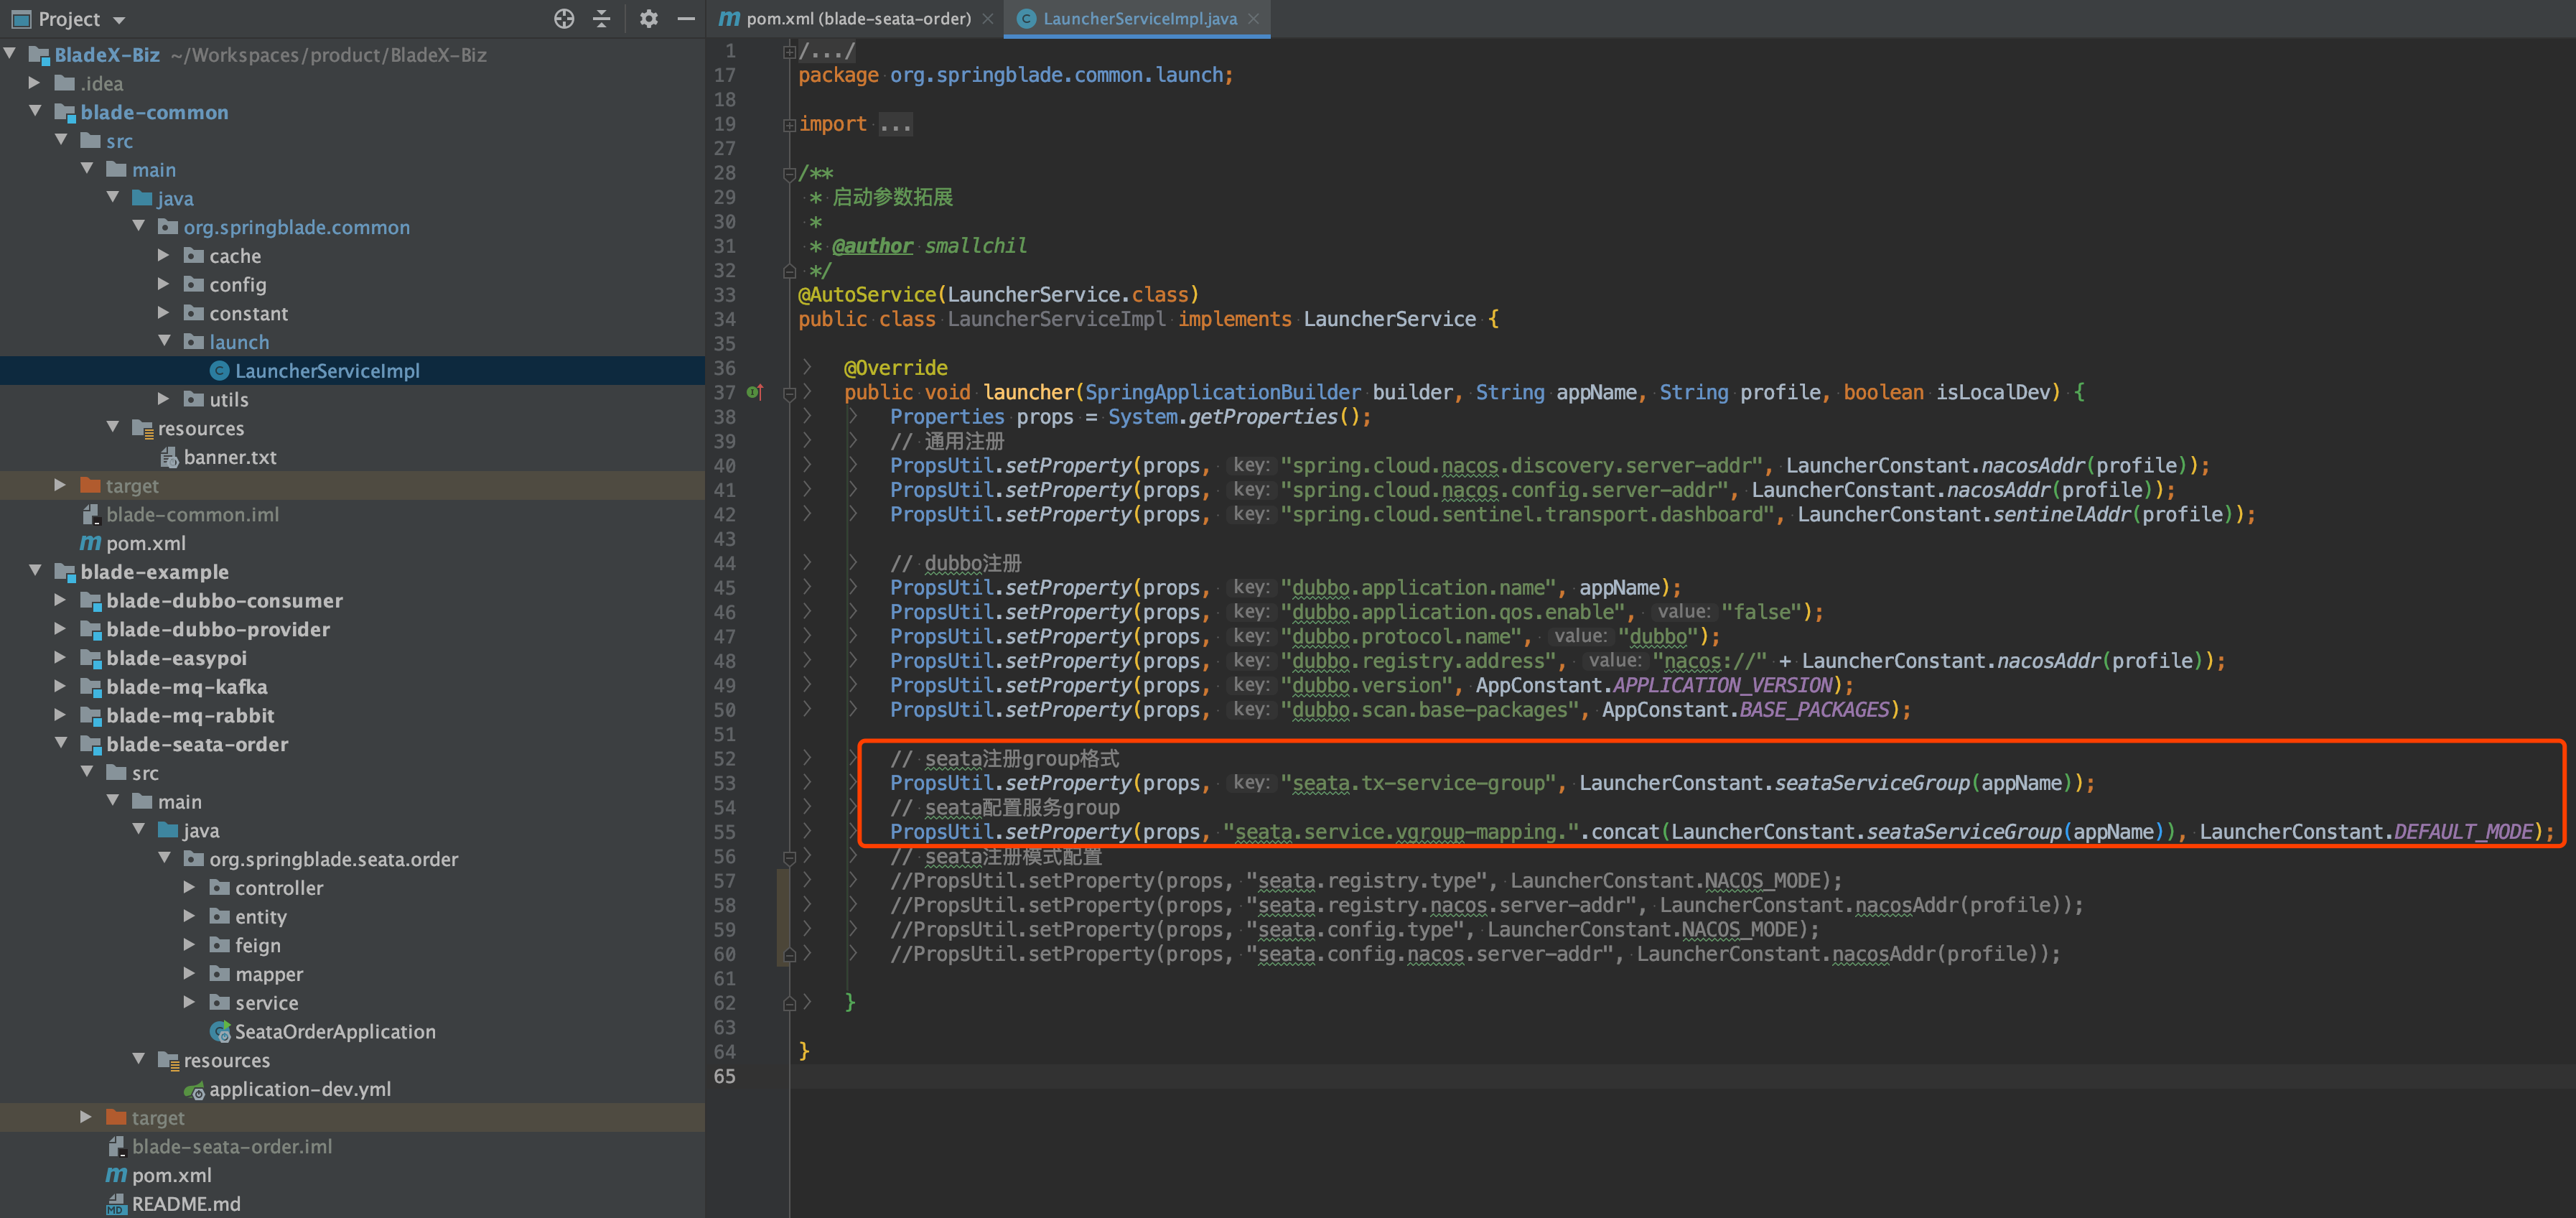 Project
BladeX-Biz ~/Workspaces/product/BladeX-Biz
.idea
blade-common
src
main
java
org.springblade.common
cache
config
constant
launch
LauncherServiceImpl
utils
resources
banner.txt
target
blade-common.iml
pom.xml
blade-example
blade-dubbo-consumer
blade-dubbo-provider
blade-easypoi
blade-mq-kafka
blade-mq-rabbit
blade-seata-order
src
main
java
org.springblade.seata.order
controller
entity
feign
mapper
service
SeataOrderApplication
resources
application-dev.yml
target
blade-seata-order.iml
pom.xml
README.md
pom.xml (blade-seata-order)
LauncherServiceImpl.java
1 /.../
17 package org.springblade.common.launch;
18
19 import ...
27
28 /**
29 * 启动参数拓展
30 *
31 * @author smallchil
32 */
33 @AutoService(LauncherService.class)
34 public class LauncherServiceImpl implements LauncherService {
35
36 @Override
37 public void launcher(SpringApplicationBuilder builder, String appName, String profile, boolean isLocalDev) {
38 Properties props = System.getProperties();
39 // 通用注册
40 PropsUtil.setProperty(props, key: "spring.cloud.nacos.discovery.server-addr", LauncherConstant.nacosAddr(profile));
41 PropsUtil.setProperty(props, key: "spring.cloud.nacos.config.server-addr", LauncherConstant.nacosAddr(profile));
42 PropsUtil.setProperty(props, key: "spring.cloud.sentinel.transport.dashboard", LauncherConstant.sentinelAddr(profile));
43
44 // dubbo注册
45 PropsUtil.setProperty(props, key: "dubbo.application.name", appName);
46 PropsUtil.setProperty(props, key: "dubbo.application.qos.enable", value: "false");
47 PropsUtil.setProperty(props, key: "dubbo.protocol.name", value: "dubbo");
48 PropsUtil.setProperty(props, key: "dubbo.registry.address", value: "nacos://" + LauncherConstant.nacosAddr(profile));
49 PropsUtil.setProperty(props, key: "dubbo.version", AppConstant.APPLICATION_VERSION);
50 PropsUtil.setProperty(props, key: "dubbo.scan.base-packages", AppConstant.BASE_PACKAGES);
51
52 // seata注册group格式
53 PropsUtil.setProperty(props, key: "seata.tx-service-group", LauncherConstant.seataServiceGroup(appName));
54 // seata配置服务group
55 PropsUtil.setProperty(props, "seata.service.vgroup-mapping.".concat(LauncherConstant.seataServiceGroup(appName)), LauncherConstant.DEFAULT_MODE);
56 // seata注册模式配置
57 //PropsUtil.setProperty(props, "seata.registry.type", LauncherConstant.NACOS_MODE);
58 //PropsUtil.setProperty(props, "seata.registry.nacos.server-addr", LauncherConstant.nacosAddr(profile));
59 //PropsUtil.setProperty(props, "seata.config.type", LauncherConstant.NACOS_MODE);
60 //PropsUtil.setProperty(props, "seata.config.nacos.server-addr", LauncherConstant.nacosAddr(profile));
61
62 }
63
64 }
65